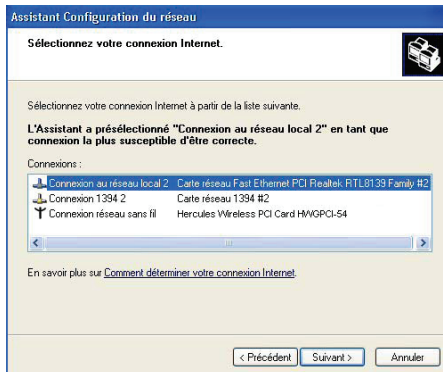 Assistant Configuration du réseau
Sélectionnez votre connexion Internet.
Sélectionnez votre connexion Internet à partir de la liste suivante.
L'Assistant a présélectionné "Connexion au réseau local 2" en tant que
connexion la plus susceptible d'être correcte.
Connexions :
Connexion au réseau local 2 Carte réseau Fast Ethernet PCI Realtek RTL8139 Family #2
Connexion 1394 2 Carte réseau 1394 #2
Connexion réseau sans fil Hercules Wireless PCI Card HWGPCI-54
En savoir plus sur Comment déterminer votre connexion Internet.
< Précédent Suivant > Annuler